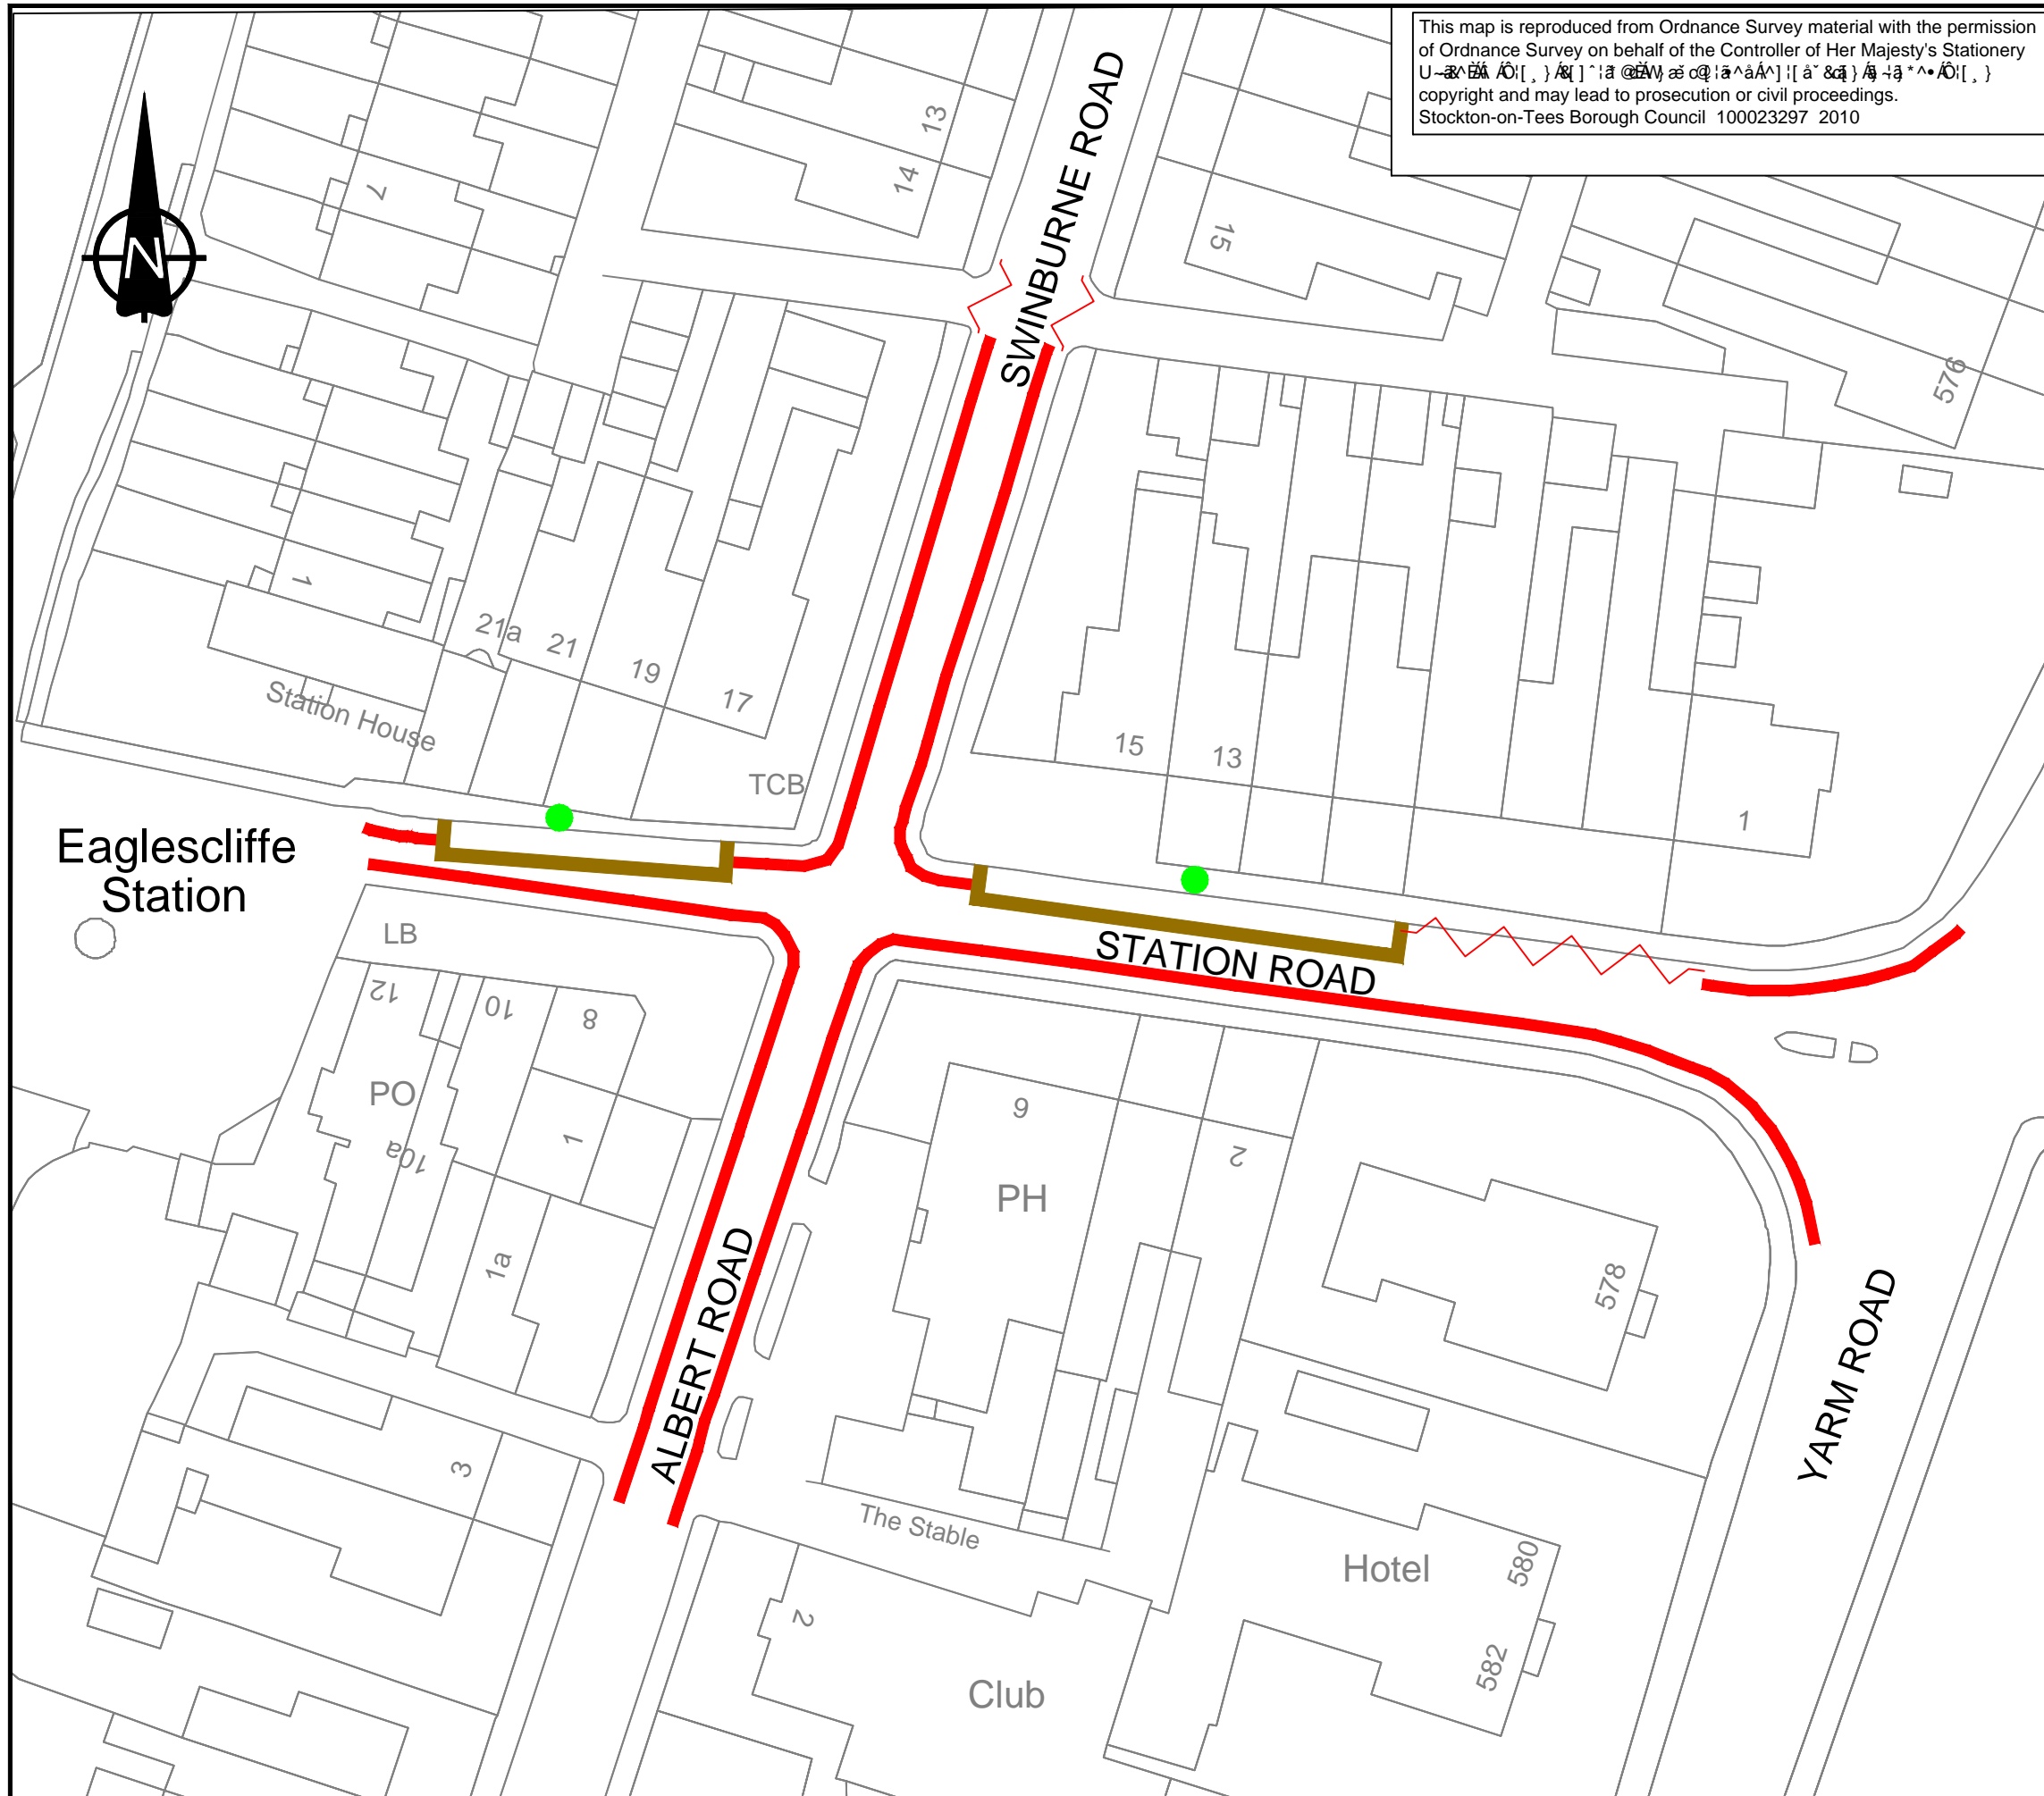 This map is reproduced from Ordnance Survey material with the permission
of Ordnance Survey on behalf of the Controller of Her Majesty's Stationery
copyright and may lead to prosecution or civil proceedings.
Stockton-on-Tees Borough Council 100023297 2010
N
SWINBURNE ROAD
13
14
7
15
576
1
21a
21
19
17
Station House
TCB
15
13
1
Eaglescliffe
Station
LB
STATION ROAD
12
10
8
PO
10a
1
1a
9
PH
2
578
ALBERT ROAD
YARM ROAD
3
The Stable
Hotel
580
582
2
Club